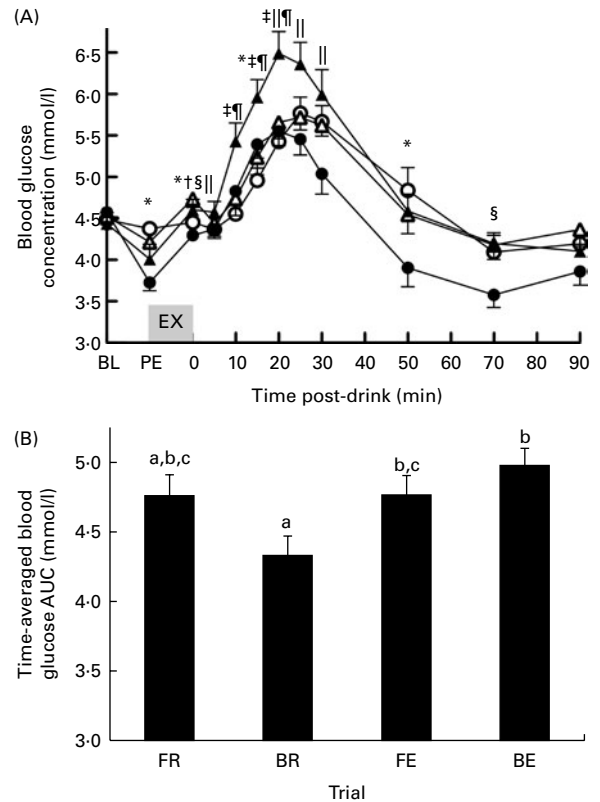 (A)
Blood glucose
concentration (mmol/l)
6·5
6·0
5·5
5·0
4·5
4·0
3·5
3·0
*
*†§||
‡¶
*‡¶
‡||¶
||
||
*
§
EX
BL PE 0 10 20 30 40 50 60 70 80 90
Time post-drink (min)
(B)
Time-averaged blood
glucose AUC (mmol/l)
5·0
4·5
4·0
3·5
3·0
a,b,c
a
b,c
b
FR BR FE BE
Trial